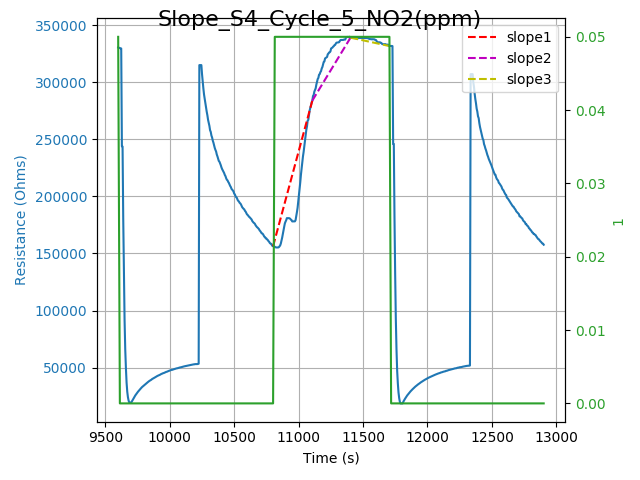 Slope_S4_Cycle_5_NO2(ppm)
slope1
slope2
slope3
350000
300000
250000
200000
150000
100000
50000
Resistance (Ohms)
0.05
0.04
0.03
0.02
0.01
0.00
1
9500 10000 10500 11000 11500 12000 12500 13000
Time (s)